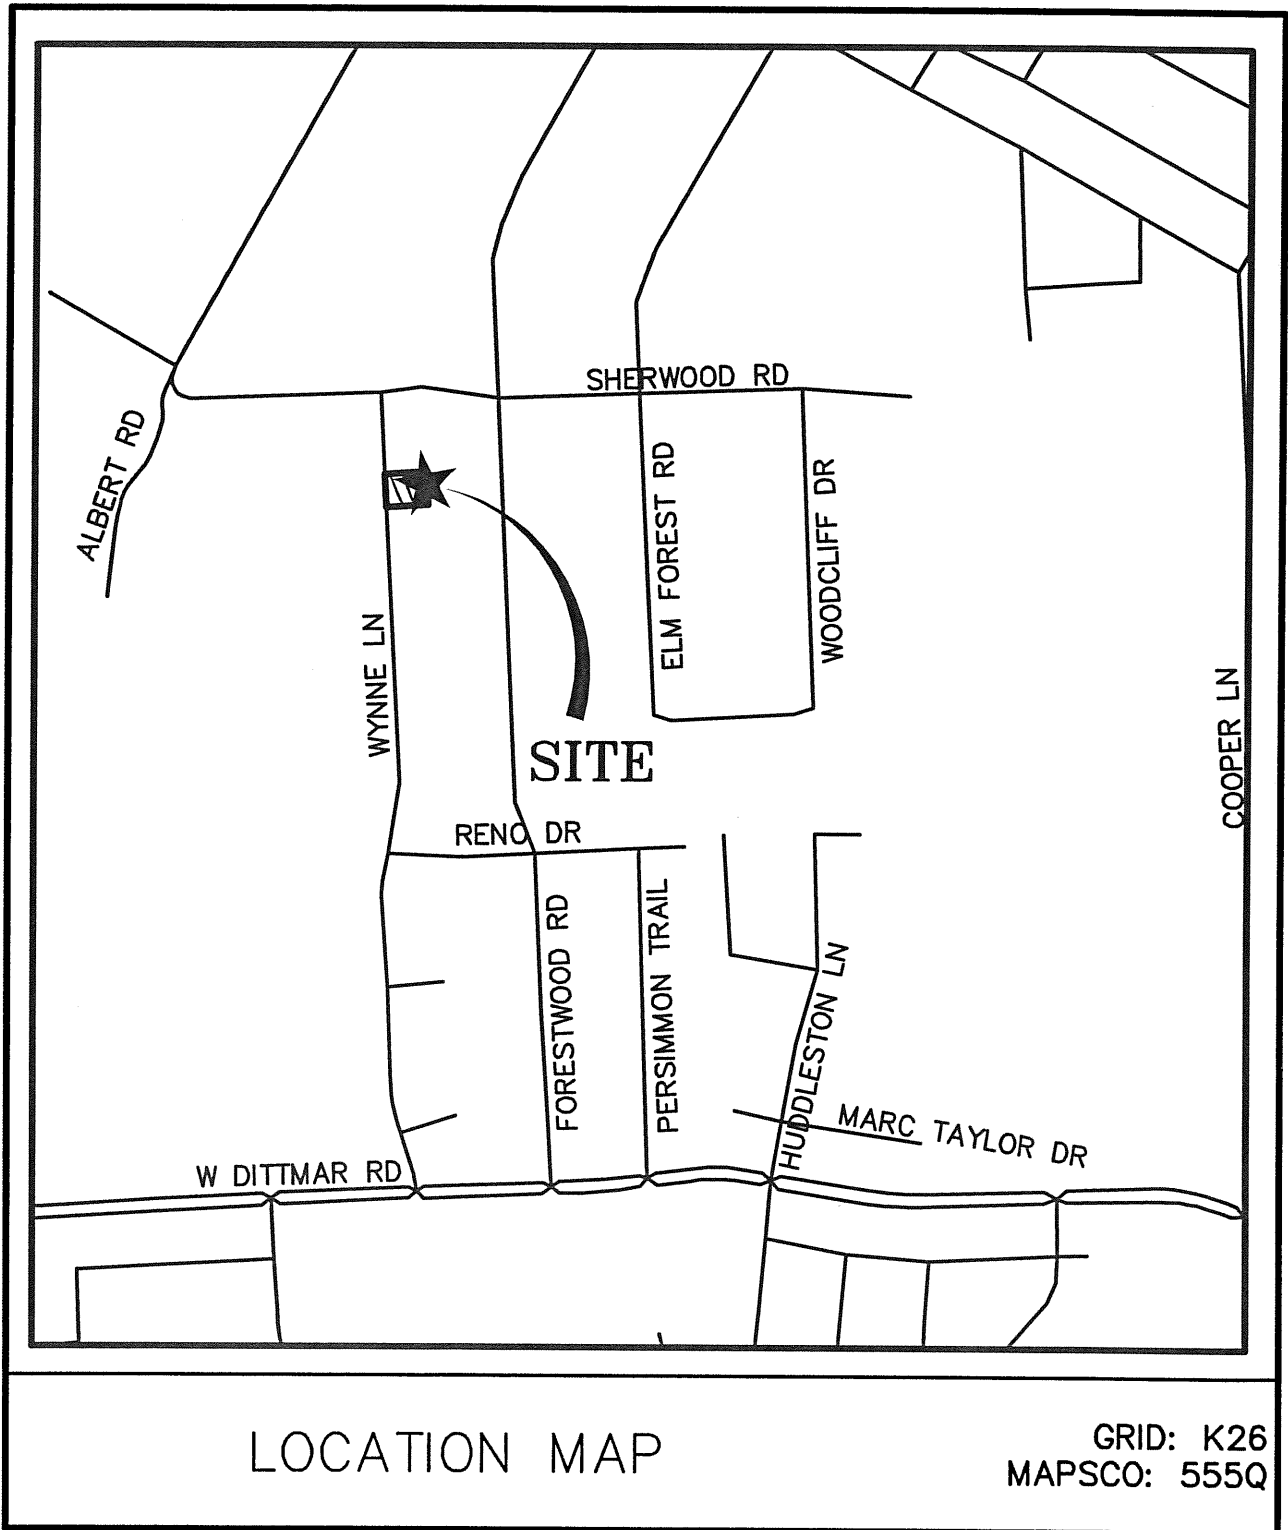 SHERWOOD RD
ALBERT RD
ELM FOREST RD
WOODCLIFF DR
WYNNE LN
COOPER LN
SITE
RENO DR
FORESTWOOD RD
PERSIMMON TRAIL
HUDDLESTON LN
MARC TAYLOR DR
W DITTMAR RD
LOCATION MAP
GRID: K26
MAPSCO: 555Q